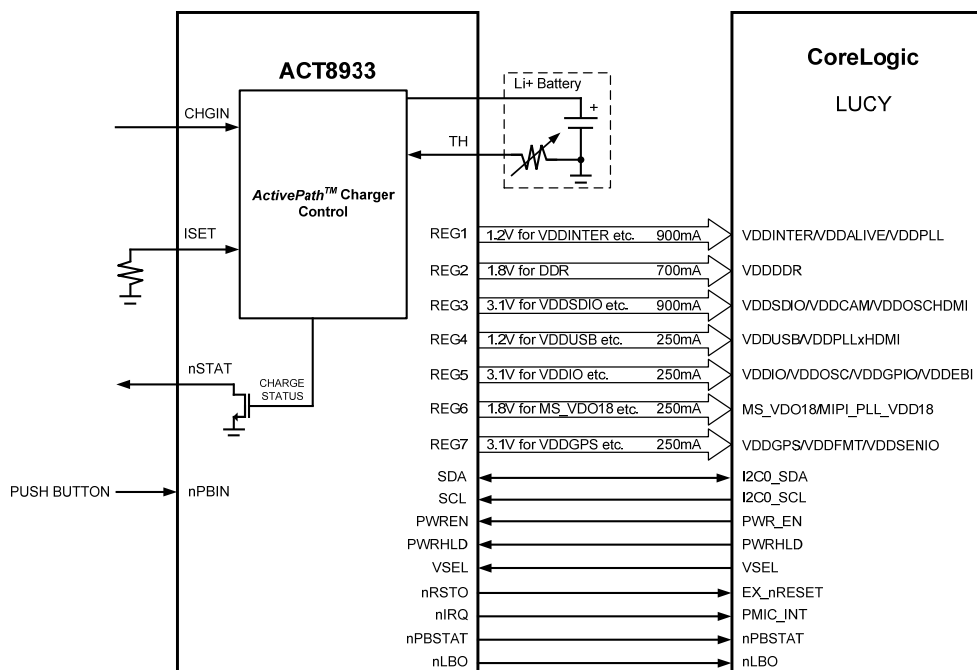 ACT8933
CoreLogic
LUCY
Li+ Battery
+
CHGIN
TH
ActivePath™ Charger
Control
ISET
REG1 1.2V for VDDINTER etc. 900mA VDDINTER/VDDALIVE/VDDPLL
REG2 1.8V for DDR 700mA VDDDDR
REG3 3.1V for VDDSDIO etc. 900mA VDDSDIO/VDDCAM/VDDOSCHDMI
REG4 1.2V for VDDUSB etc. 250mA VDDUSB/VDDPLLxHDMI
REG5 3.1V for VDDIO etc. 250mA VDDIO/VDDOSC/VDDGPIO/VDDEBI
REG6 1.8V for MS_VDO18 etc. 250mA MS_VDO18/MIPI_PLL_VDD18
REG7 3.1V for VDDGPS etc. 250mA VDDGPS/VDDFMT/VDDSENIO
nSTAT
CHARGE
STATUS
PUSH BUTTON nPBIN
SDA I2C0_SDA
SCL I2C0_SCL
PWREN PWR_EN
PWRHLD PWRHLD
VSEL VSEL
nRSTO EX_nRESET
nIRQ PMIC_INT
nPBSTAT nPBSTAT
nLBO nLBO